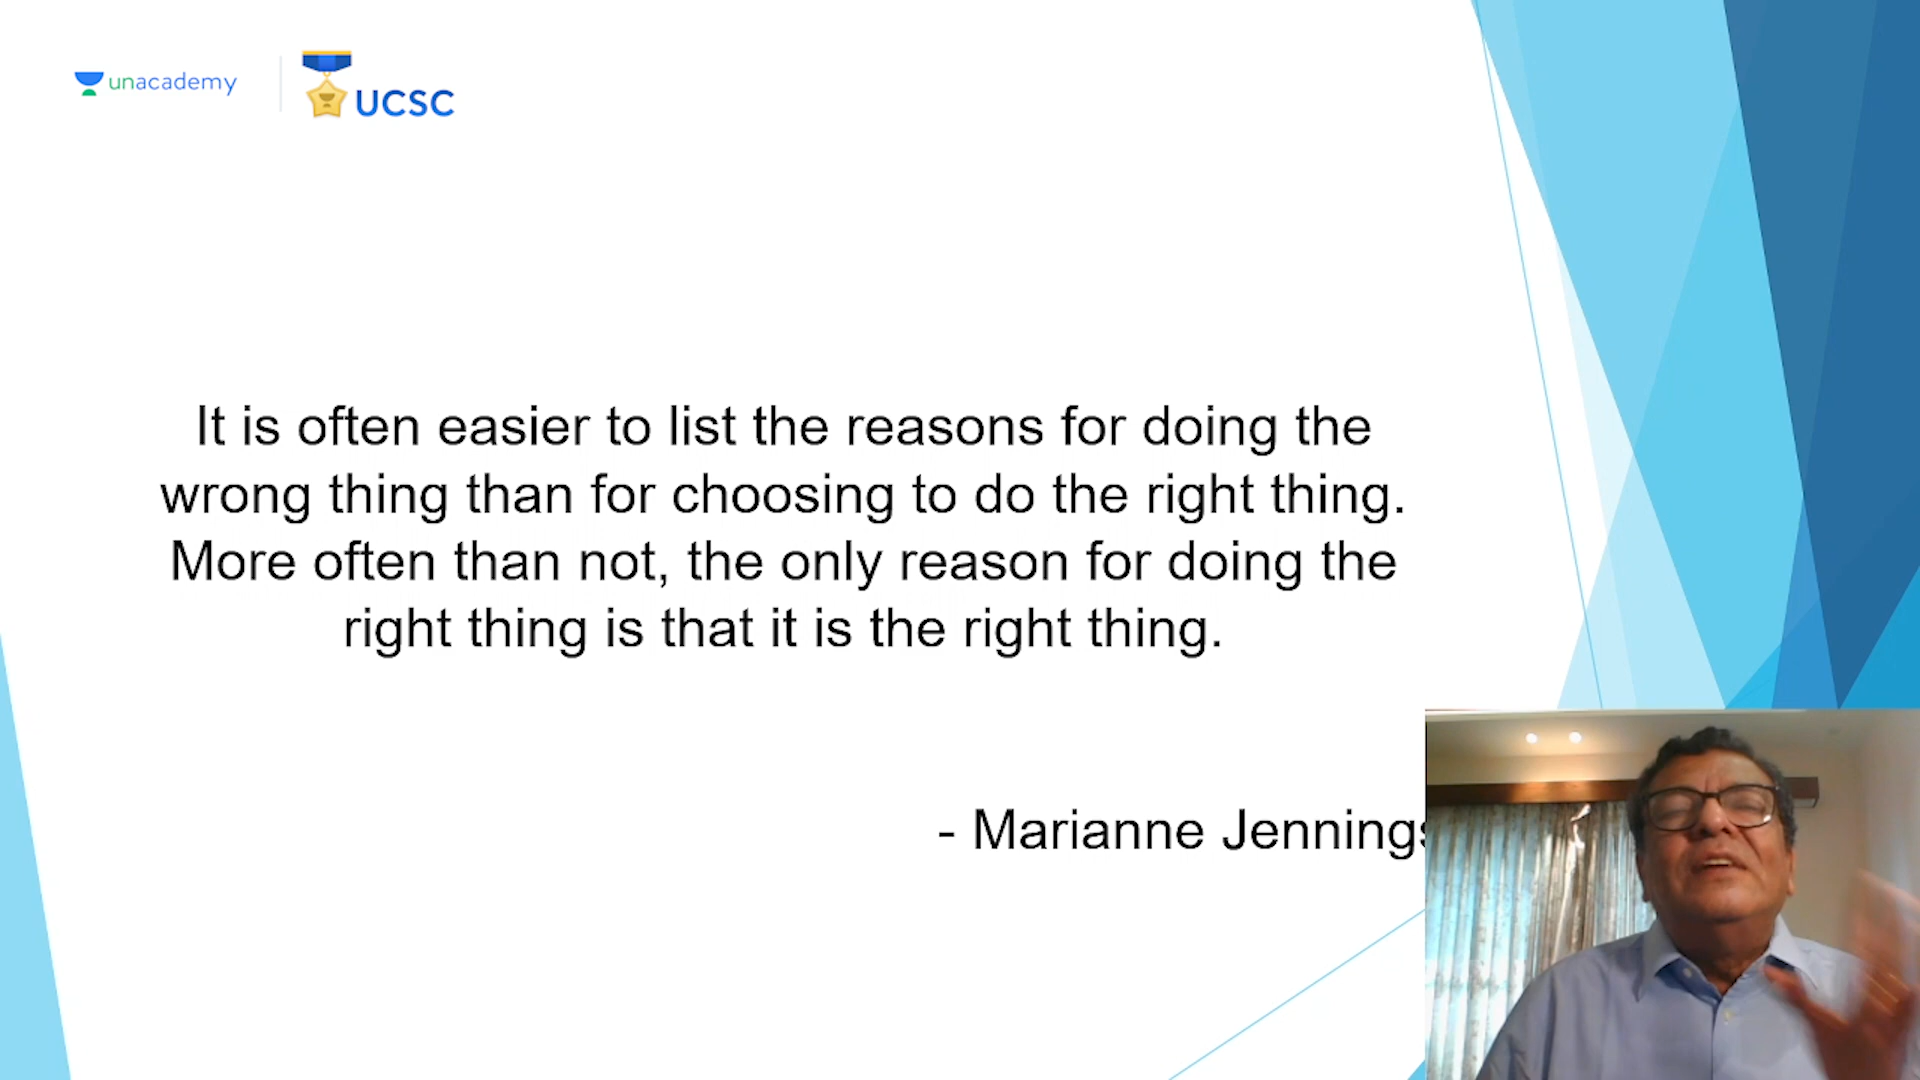 unacademy
UCSC
It is often easier to list the reasons for doing the
wrong thing than for choosing to do the right thing.
More often than not, the only reason for doing the
right thing is that it is the right thing.
- Marianne Jennings